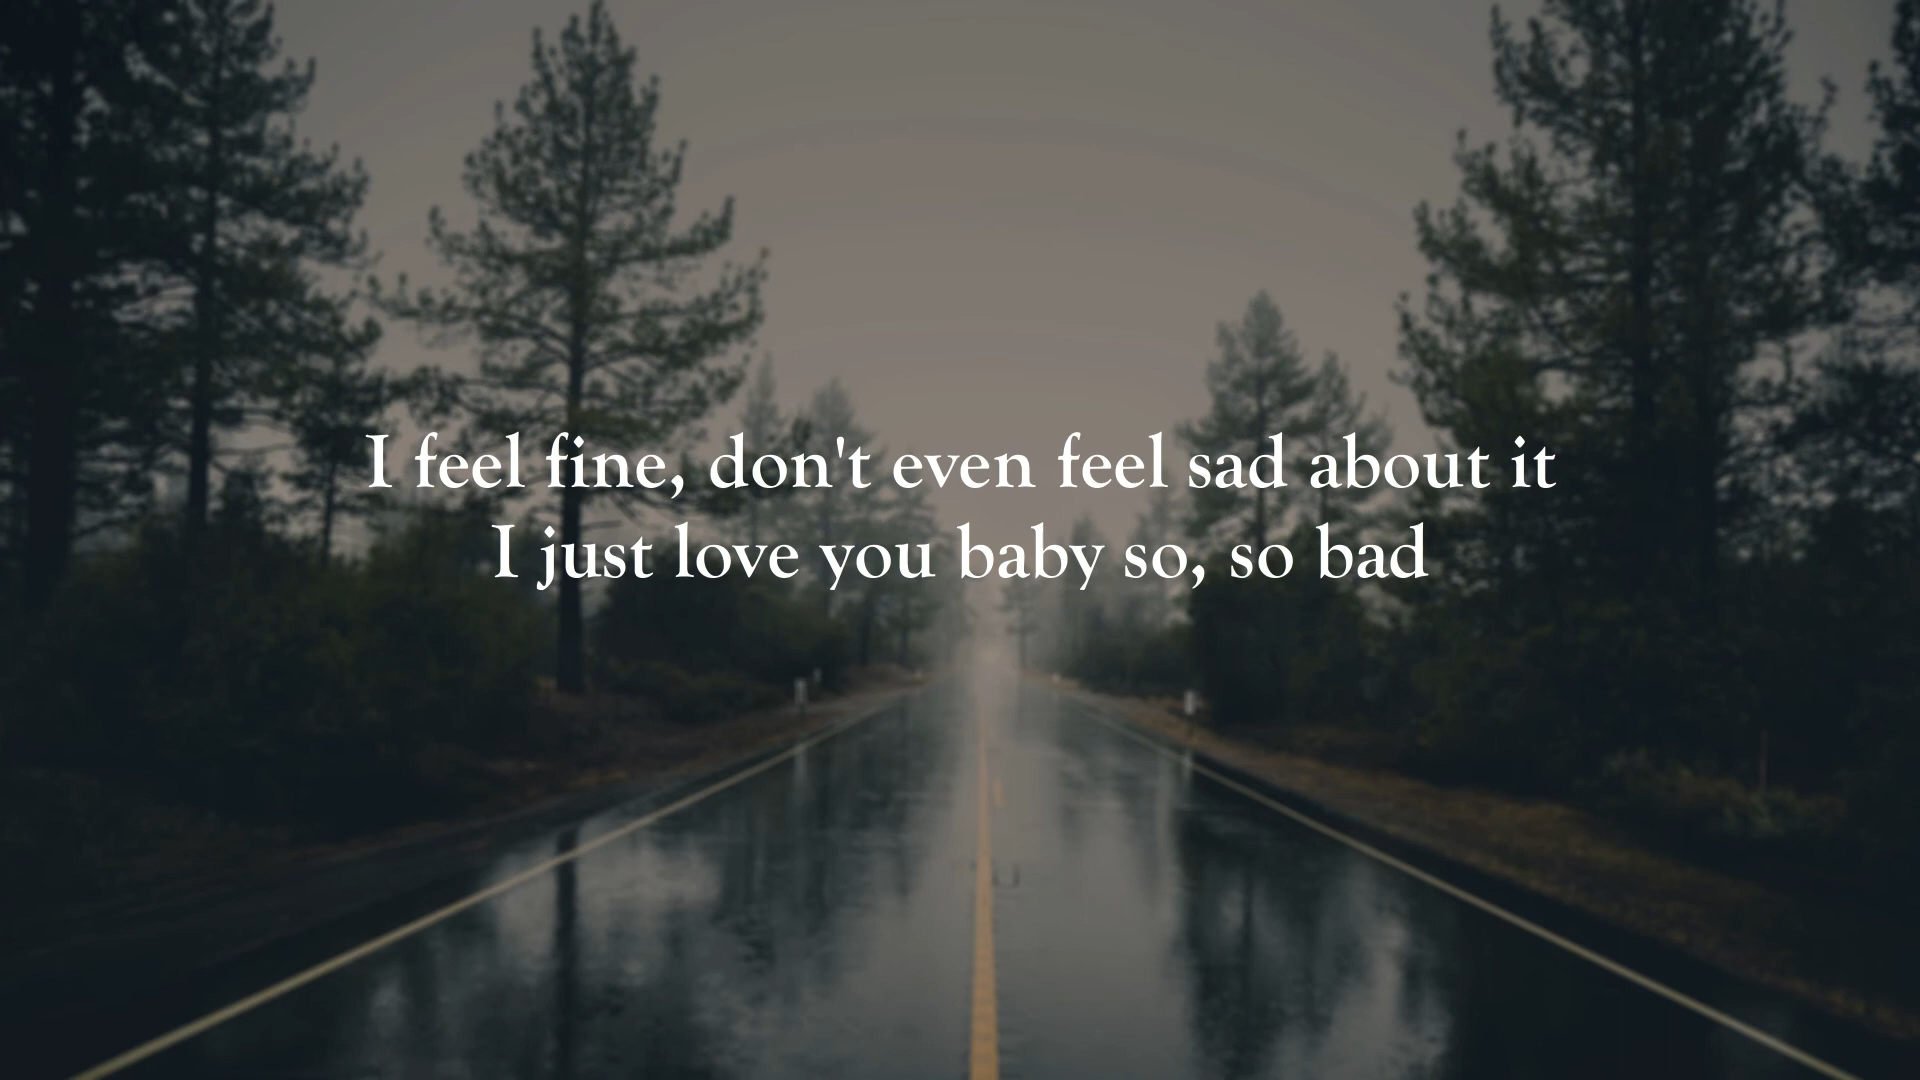 I feel fine, don't even feel sad about it
I just love you baby so, so bad